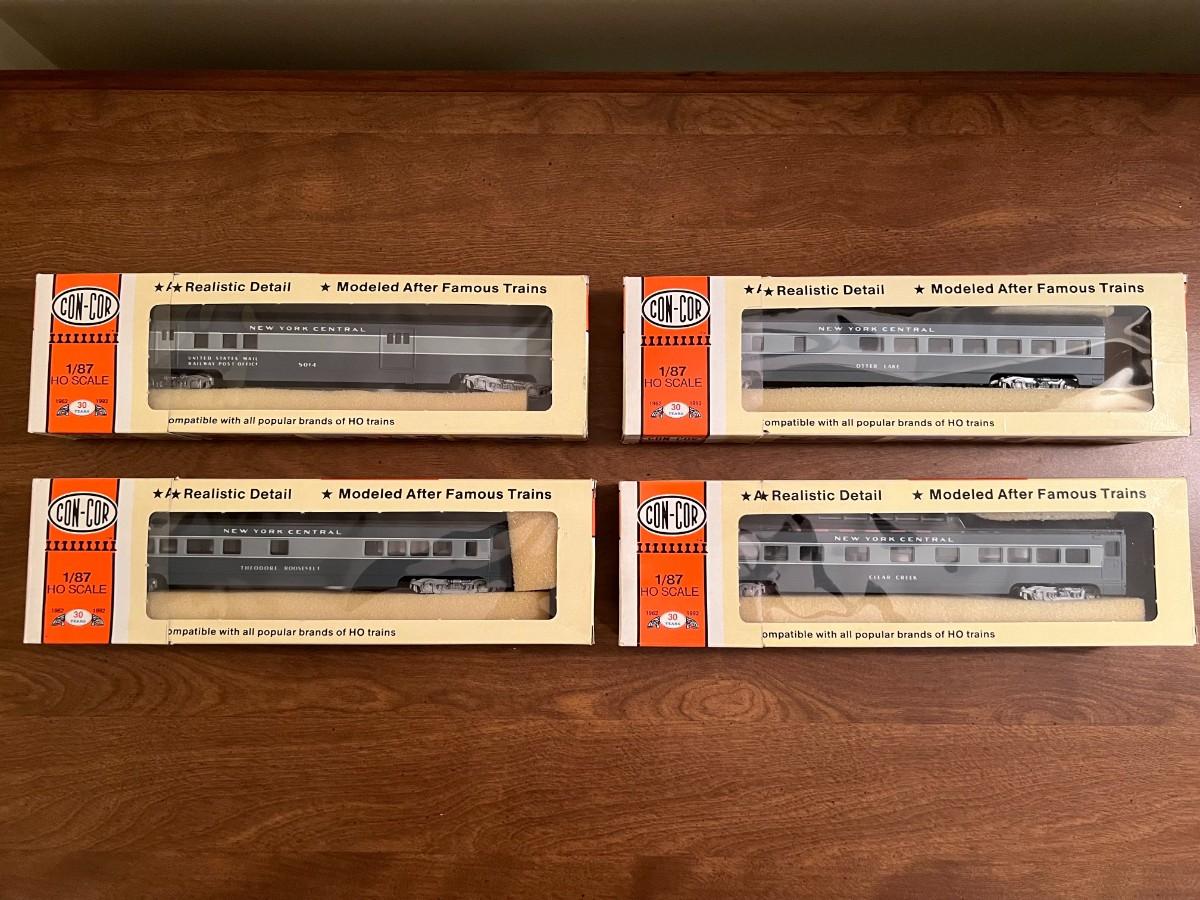 ★A★ Realistic Detail ★ Modeled After Famous Trains
CON-COR
NEW YORK CENTRAL
UNITED STATES MAIL
RAILWAY POST OFFICE 5014
1/87
HO SCALE
1962 30 1992
YEARS
ompatible with all popular brands of HO trains
★A★ Realistic Detail ★ Modeled After Famous Trains
CON-COR
NEW YORK CENTRAL
OTTER LAKE
1/87
HO SCALE
1962 30 1992
YEARS
ompatible with all popular brands of HO trains
CON-COR
★A★ Realistic Detail ★ Modeled After Famous Trains
CON-COR
NEW YORK CENTRAL
THEODORE ROOSEVELT
1/87
HO SCALE
1962 30 1992
YEARS
ompatible with all popular brands of HO trains
★A★ Realistic Detail ★ Modeled After Famous Trains
CON-COR
NEW YORK CENTRAL
CLEAR CREEK
1/87
HO SCALE
1962 30 1992
YEARS
ompatible with all popular brands of HO trains